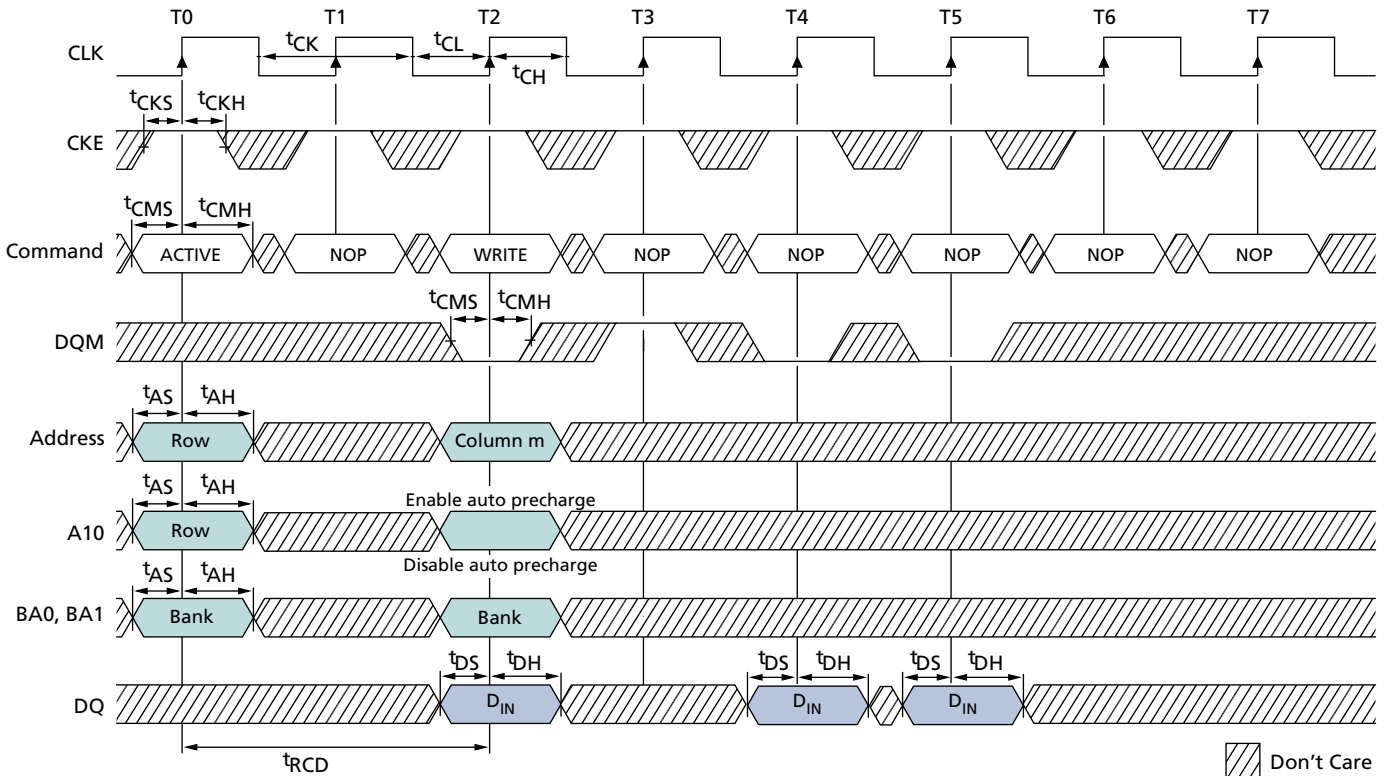 T0 T1 T2 T3 T4 T5 T6 T7
CLK
tCK tCL
tCH
tCKS tCKH
CKE
tCMS tCMH
Command ACTIVE NOP WRITE NOP NOP NOP NOP NOP
tCMS tCMH
DQM
tAS tAH
Address Row Column m
tAS tAH Enable auto precharge
A10 Row
Disable auto precharge
tAS tAH
BA0, BA1 Bank Bank
tDS tDH tDS tDH tDS tDH
DQ DIN DIN DIN
tRCD
Don't Care